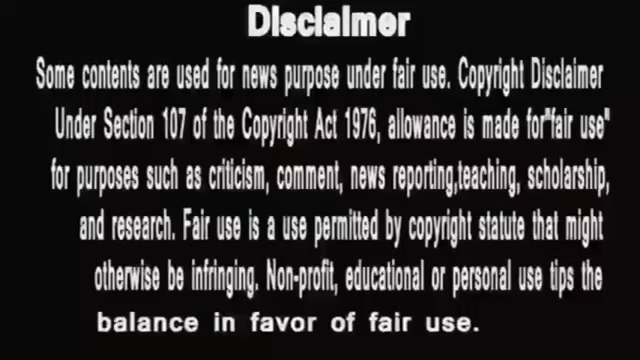 Disclaimer
Some contents are used for news purpose under fair use. Copyright Disclaimer
Under Section 107 of the Copyright Act 1976, allowance is made for"fair use"
for purposes such as criticism, comment, news reporting,teaching, scholarship,
and research. Fair use is a use permitted by copyright statute that might
otherwise be infringing. Non-profit, educational or personal use tips the
balance in favor of fair use.